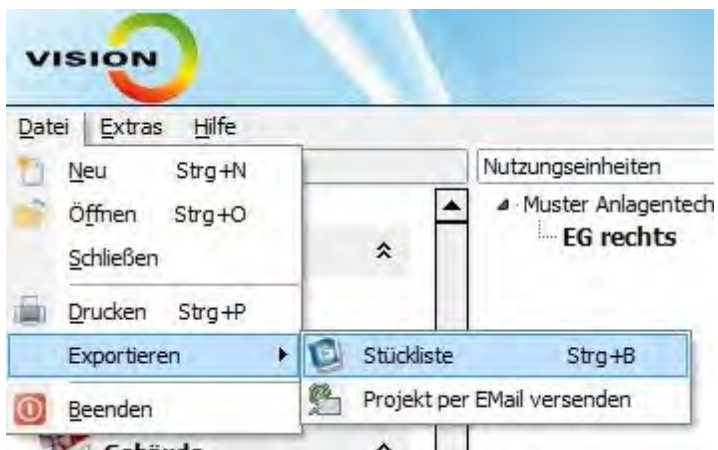 VISION
Datei Extras Hilfe
Neu Strg+N
Nutzungseinheiten
Öffnen Strg+O
Muster Anlagentech
EG rechts
Schließen
Drucken Strg+P
Exportieren
Stückliste Strg+B
Projekt per EMail versenden
Beenden